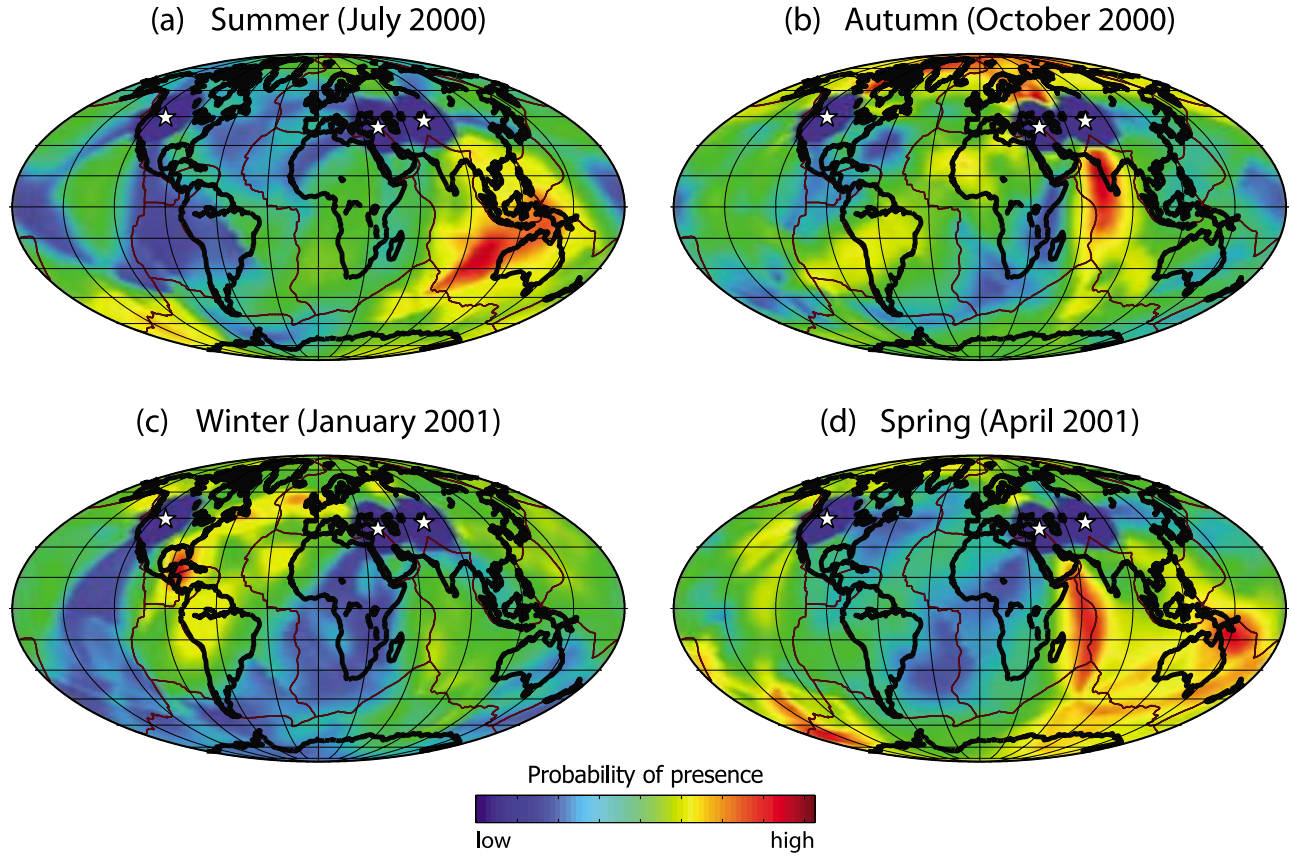 (a) Summer (July 2000)
(b) Autumn (October 2000)
(c) Winter (January 2001)
(d) Spring (April 2001)
Probability of presence
low high